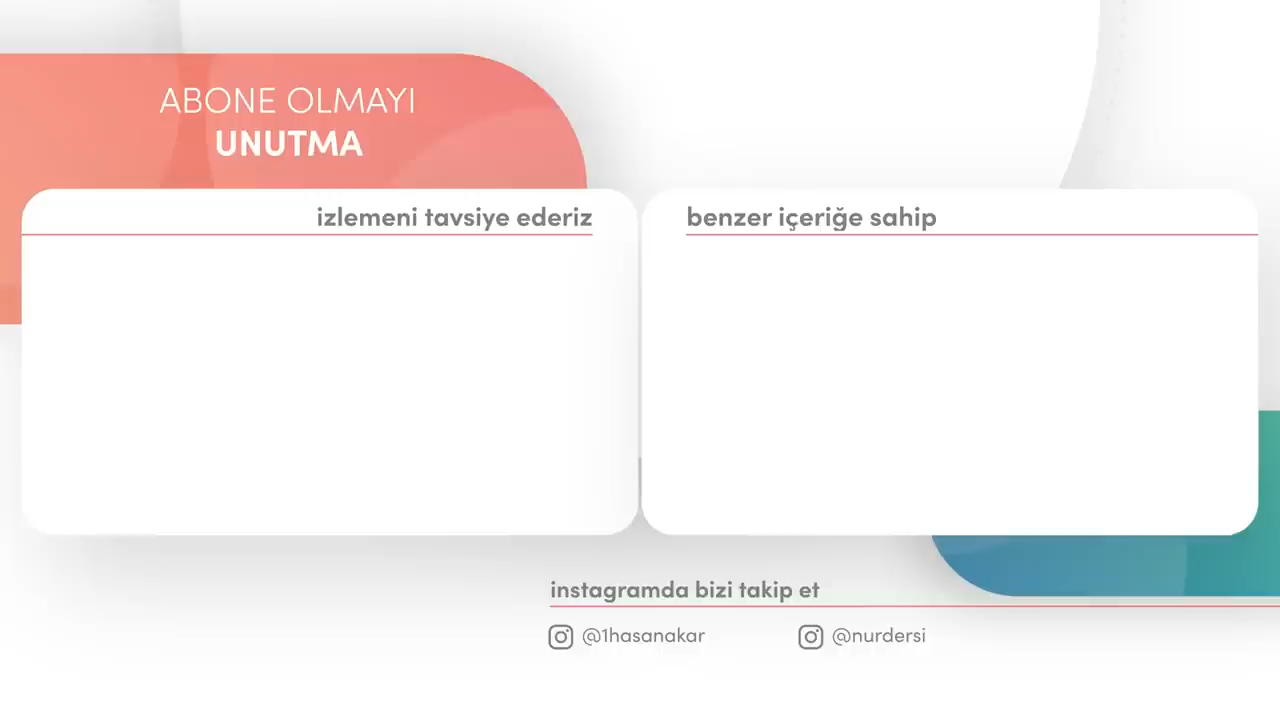 ABONE OLMAYI
UNUTMA
izlemeni tavsiye ederiz
benzer içeriğe sahip
instagramda bizi takip et
@1hasanakar
@nurdersi